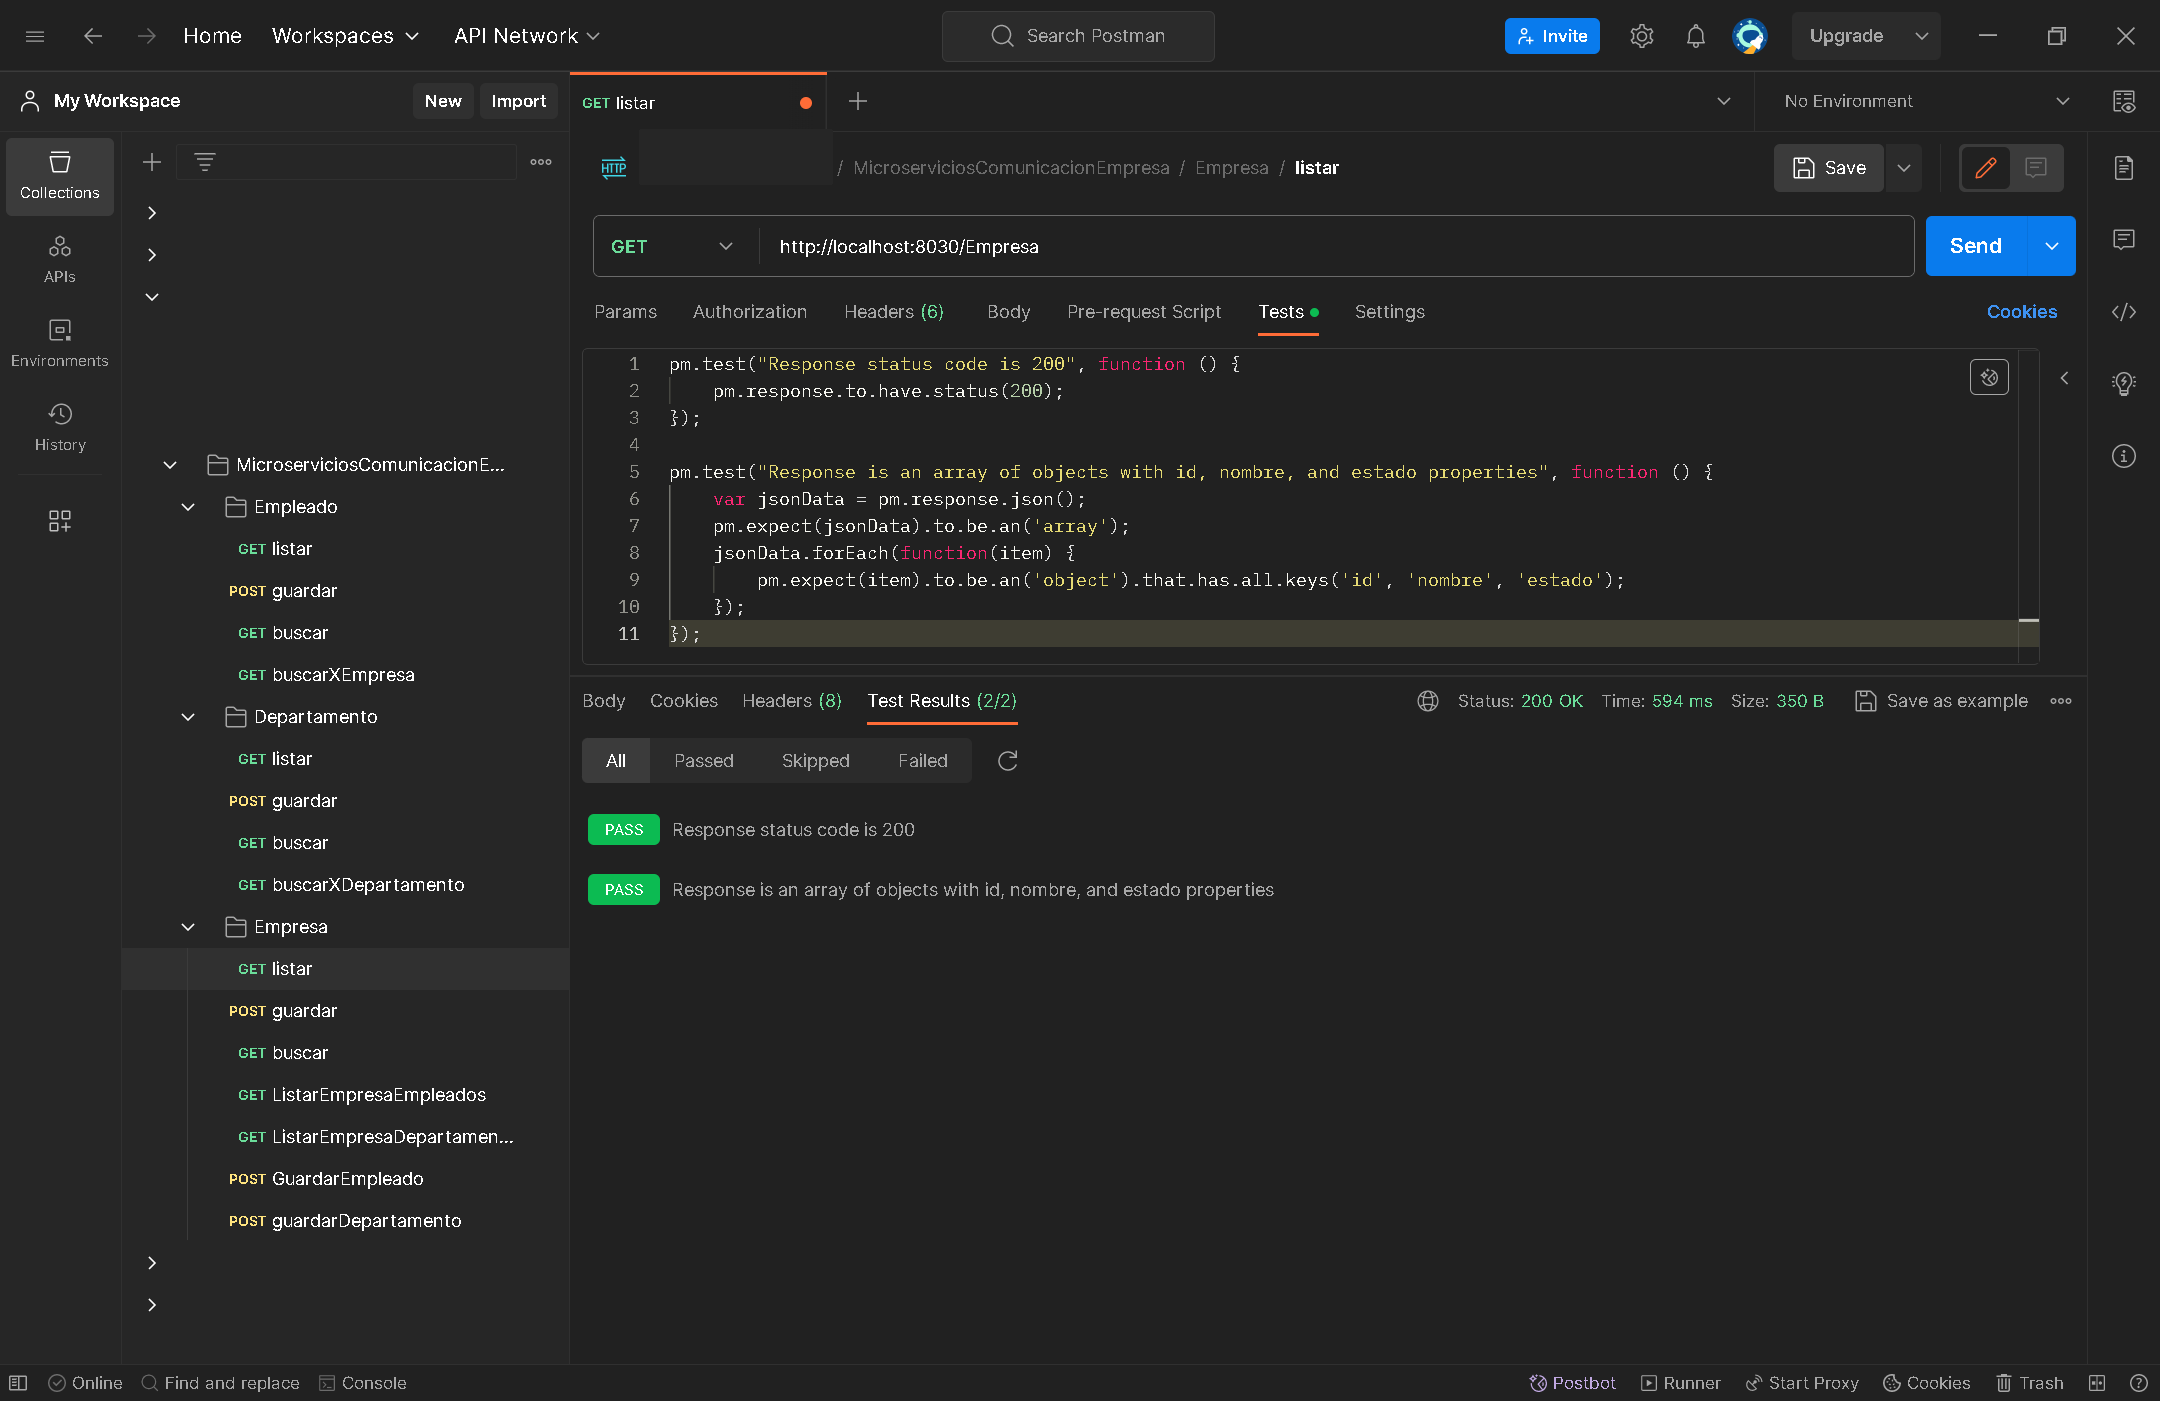 Home Workspaces API Network Search Postman Invite Upgrade
My Workspace New Import GET listar No Environment
Collections
APIs
Environments
History
MicroserviciosComunicacionE...
Empleado
GET listar
POST guardar
GET buscar
GET buscarXEmpresa
Departamento
GET listar
POST guardar
GET buscar
GET buscarXDepartamento
Empresa
GET listar
POST guardar
GET buscar
GET ListarEmpresaEmpleados
GET ListarEmpresaDepartamen...
POST GuardarEmpleado
POST guardarDepartamento
HTTP / MicroserviciosComunicacionEmpresa / Empresa / listar Save
GET http://localhost:8030/Empresa Send
Params Authorization Headers (6) Body Pre-request Script Tests Settings Cookies
1 pm.test("Response status code is 200", function () {
2 pm.response.to.have.status(200);
3 });
4
5 pm.test("Response is an array of objects with id, nombre, and estado properties", function () {
6 var jsonData = pm.response.json();
7 pm.expect(jsonData).to.be.an('array');
8 jsonData.forEach(function(item) {
9 pm.expect(item).to.be.an('object').that.has.all.keys('id', 'nombre', 'estado');
10 });
11 });
Body Cookies Headers (8) Test Results (2/2) Status: 200 OK Time: 594 ms Size: 350 B Save as example
All Passed Skipped Failed
PASS Response status code is 200
PASS Response is an array of objects with id, nombre, and estado properties
Online Find and replace Console Postbot Runner Start Proxy Cookies Trash